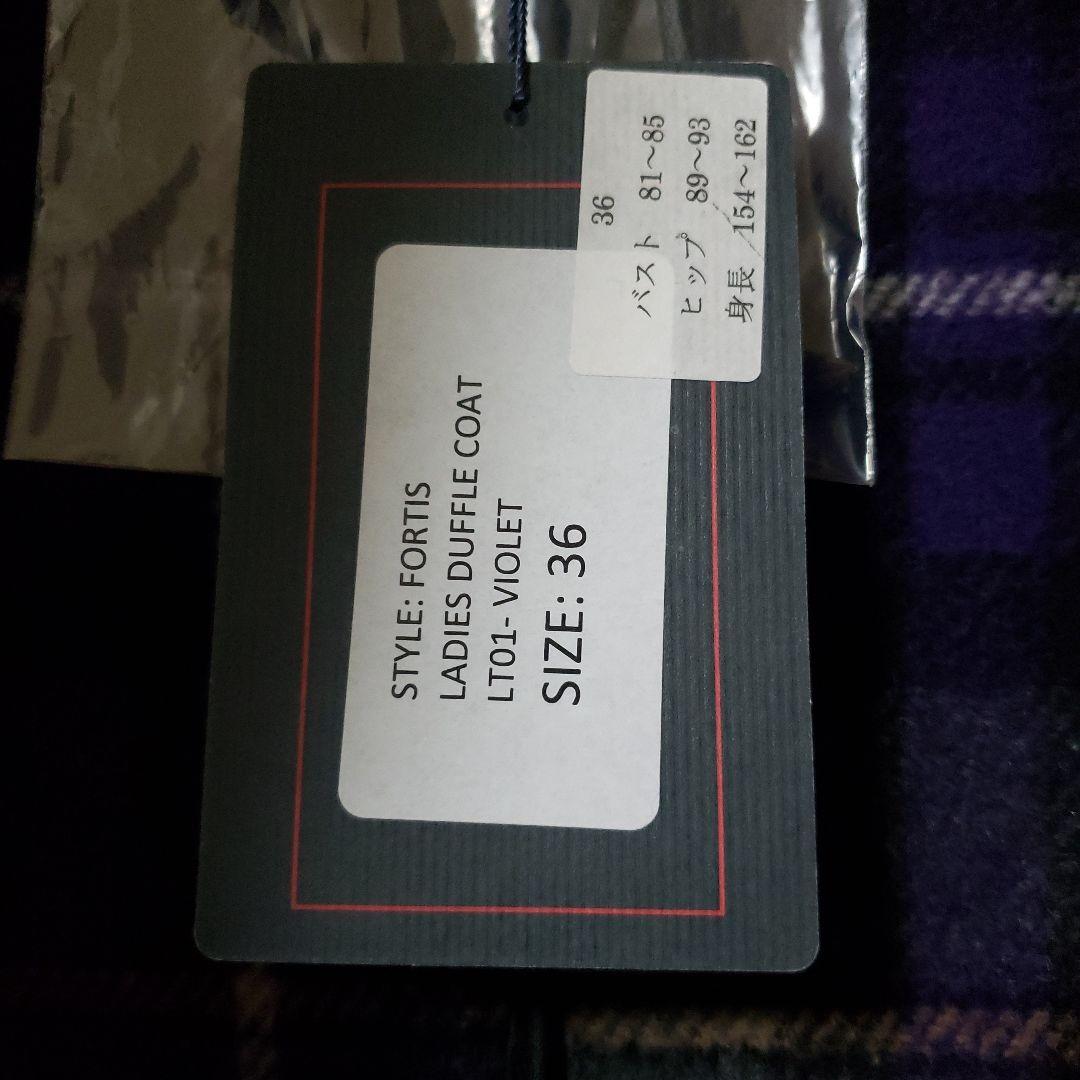 36
バスト 81～85
ヒップ 89～93
身長 154～162
STYLE: FORTIS
LADIES DUFFLE COAT
LT01- VIOLET
SIZE: 36